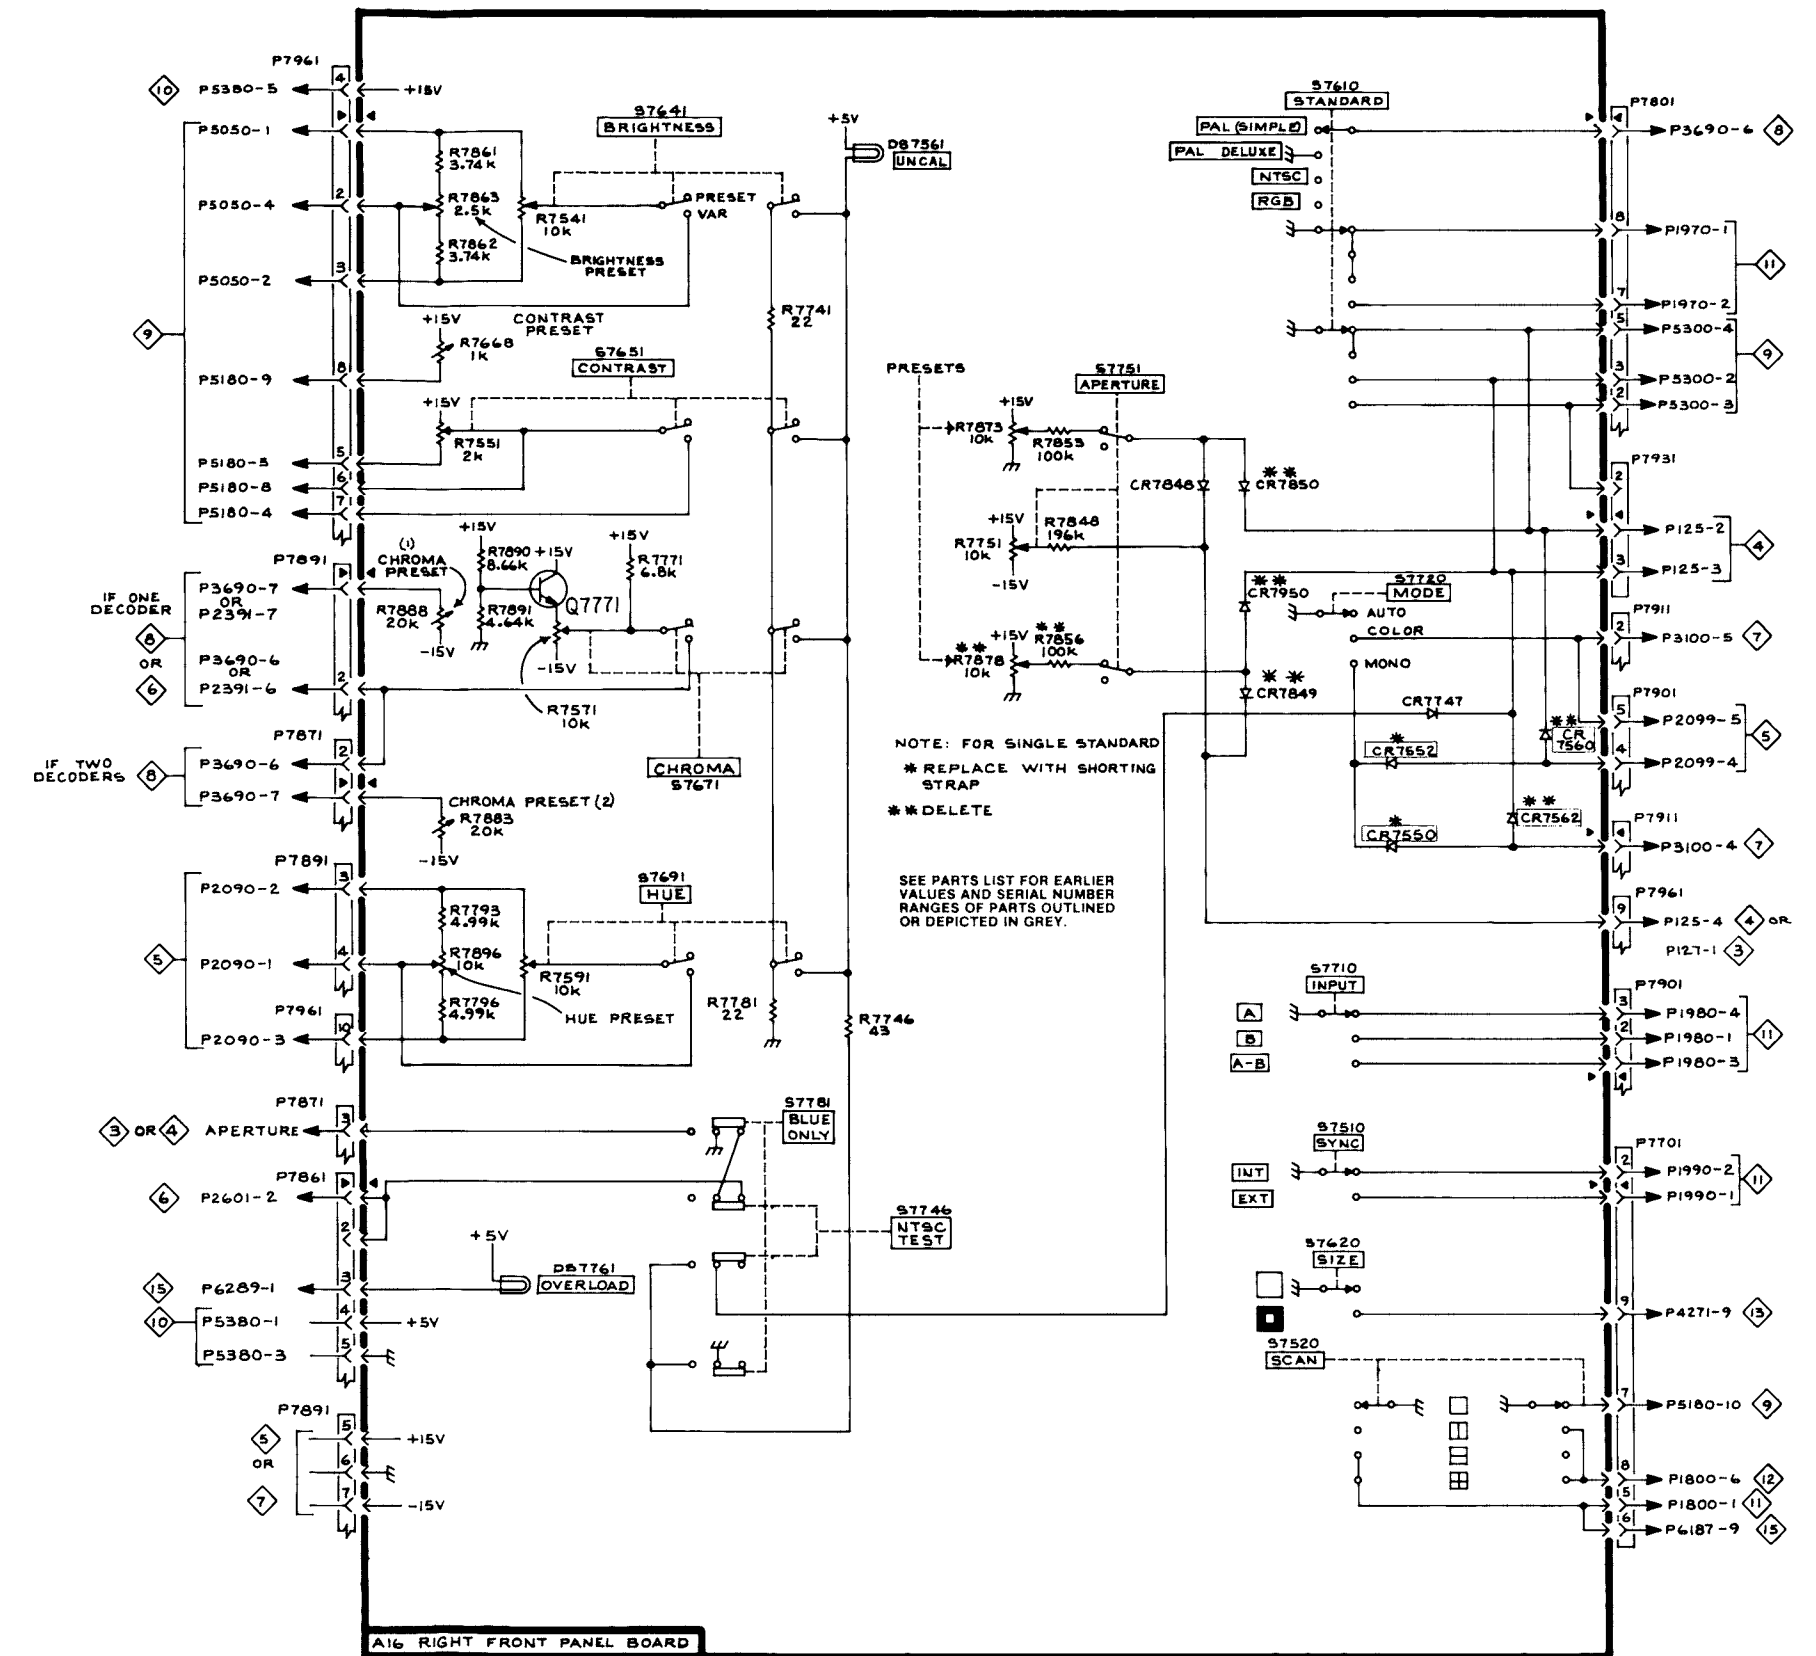 P7961
4
10
P5380-5
+15V
P5050-1
R7861
3.74K
S7641
BRIGHTNESS
2
P5050-4
R7863
2.5K
R7541
10K
PRESET
VAR
R7862
3.74K
BRIGHTNESS
PRESET
3
P5050-2
9
+15V
R7668
1K
CONTRAST
PRESET
8
P5180-9
S7651
CONTRAST
+15V
R7551
2K
5
P5180-5
6
P5180-8
7
P5180-4
+5V
DS7561
UNCAL
R7741
22
P7891
IF ONE
DECODER
8
OR
6
P3690-7
OR
P2391-7
P3690-6
OR
P2391-6
2
(1)
CHROMA
PRESET
R7888
20K
-15V
+15V
R7890
8.66K
+15V
R7891
4.64K
Q7771
-15V
+15V
R7771
6.8K
R7571
10K
CHROMA
S7671
P7871
IF TWO
DECODERS
8
2
P3690-6
P3690-7
CHROMA PRESET (2)
R7883
20K
-15V
P7891
3
P2090-2
R7793
4.99K
S7691
HUE
5
4
P2090-1
R7896
10K
R7591
10K
R7796
4.99K
HUE PRESET
P7961
10
P2090-3
R7781
22
R7746
43
P7871
3
3 OR 4
APERTURE
S7781
BLUE
ONLY
P7861
6
P2601-2
2
S7746
NTSC
TEST
+5V
DS7761
OVERLOAD
3
15
P6289-1
4
10
P5380-1
+5V
5
P5380-3
P7891
5
OR
7
5
+15V
6
7
-15V
A16 RIGHT FRONT PANEL BOARD
PRESETS
S7751
APERTURE
+15V
R7873
10K
R7853
100K
CR7848
**
CR7850
+15V
R7751
10K
-15V
R7848
196K
**
CR7950
+15V
**
R7878
10K
**
R7856
100K
**
CR7849
NOTE: FOR SINGLE STANDARD
* REPLACE WITH SHORTING
STRAP
** DELETE
SEE PARTS LIST FOR EARLIER
VALUES AND SERIAL NUMBER
RANGES OF PARTS OUTLINED
OR DEPICTED IN GREY.
S7610
STANDARD
PAL (SIMPLE)
PAL DELUXE
NTSC
RGB
P7801
P3690-6
8
8
P1970-1
7
P1970-2
11
5
P5300-4
3
P5300-2
2
P5300-3
9
P7931
2
P125-2
3
P125-3
4
S7720
MODE
AUTO
COLOR
MONO
P7911
2
P3100-5
7
CR7747
*
CR7552
**
CR
7560
P7901
5
P2099-5
4
P2099-4
5
*
CR7550
**
CR7562
P7911
P3100-4
7
P7961
9
P125-4
4 OR
P127-1
3
S7710
INPUT
A
B
A-B
P7901
3
P1980-4
2
P1980-1
P1980-3
11
S7510
SYNC
INT
EXT
P7701
2
P1990-2
P1990-1
11
S7620
SIZE
9
P4271-9
13
S7520
SCAN
7
P5180-10
9
8
P1800-6
12
5
P1800-1
11
6
P6187-9
15